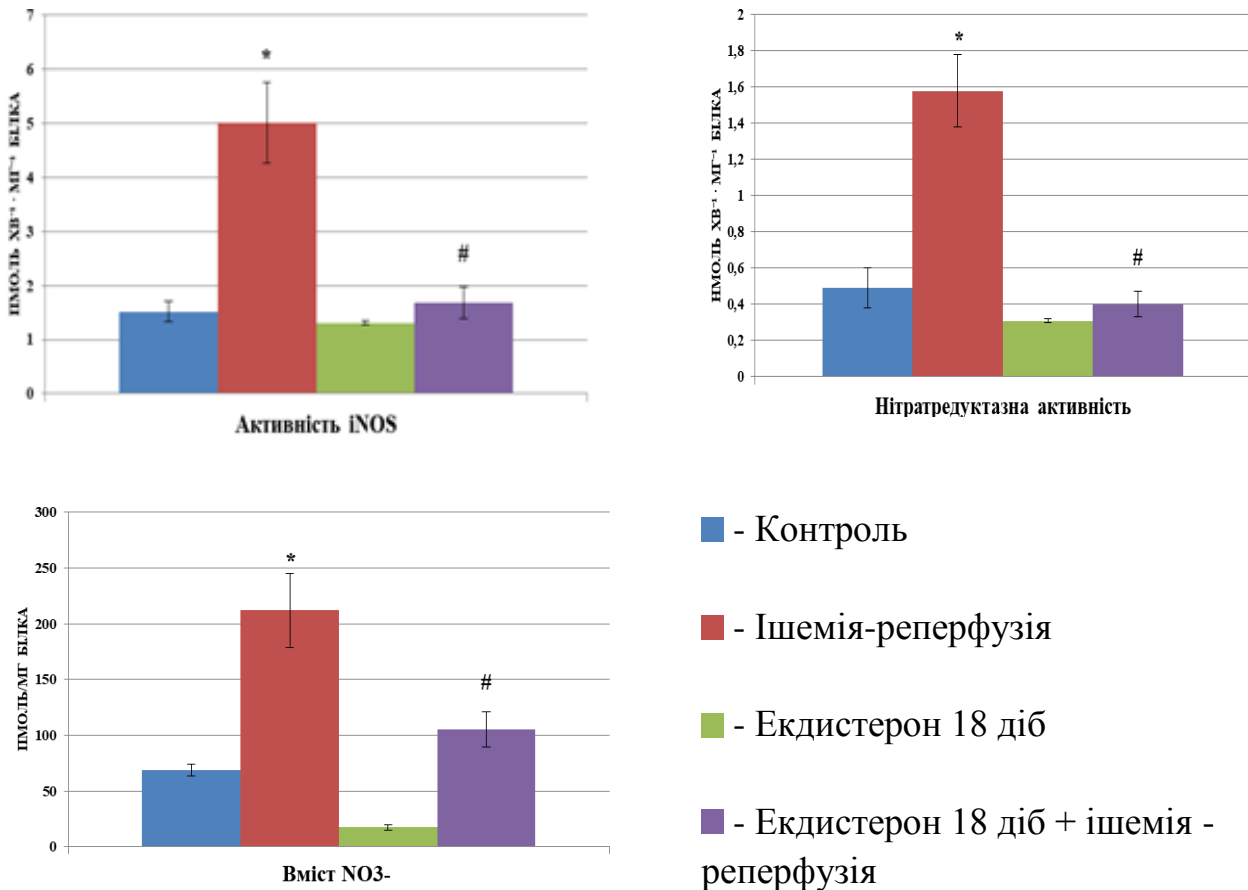 7
6
5
4
3
2
1
0
*
#
ПМОЛЬ ХВ⁻¹ · МГ⁻¹ БІЛКА
Активність iNOS
2
1,8
1,6
1,4
1,2
1
0,8
0,6
0,4
0,2
0
*
#
НМОЛЬ ХВ⁻¹ · МГ⁻¹ БІЛКА
Нітратредуктазна активність
300
250
200
150
100
50
0
*
#
ПМОЛЬ/МГ БІЛКА
Вміст NO3-
- Контроль
- Ішемія-реперфузія
- Екдистерон 18 діб
- Екдистерон 18 діб + ішемія -
реперфузія